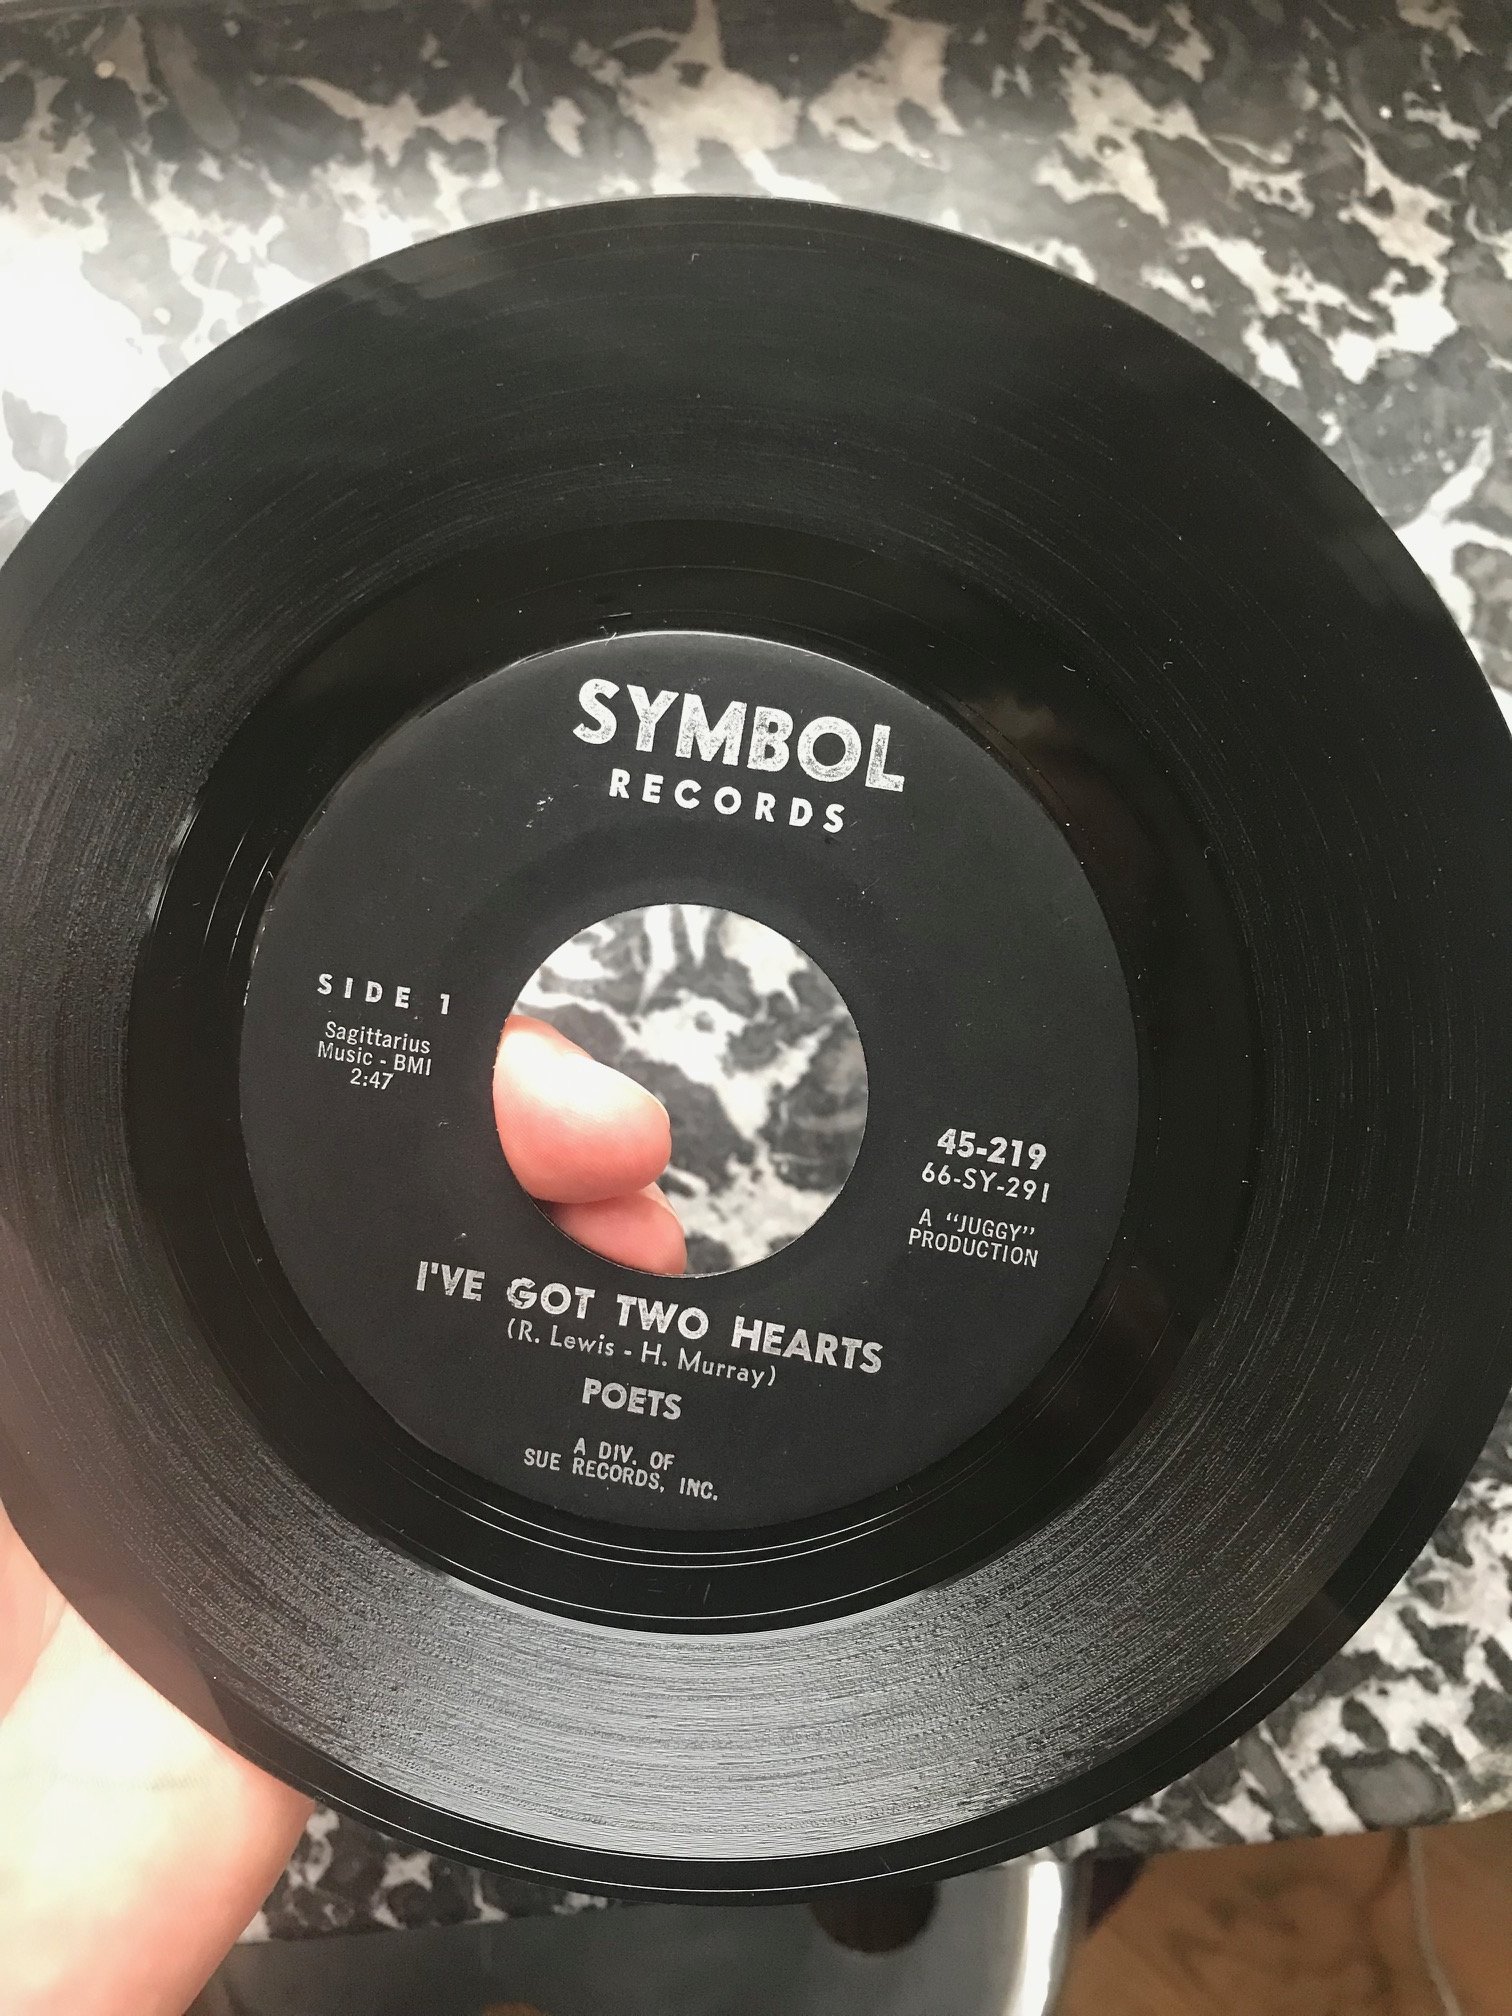 SYMBOL
RECORDS
SIDE 1
Sagittarius
Music - BMI
2:47
45-219
66-SY-291
A "JUGGY"
PRODUCTION
I'VE GOT TWO HEARTS
(R. Lewis - H. Murray)
POETS
A DIV. OF
SUE RECORDS, INC.